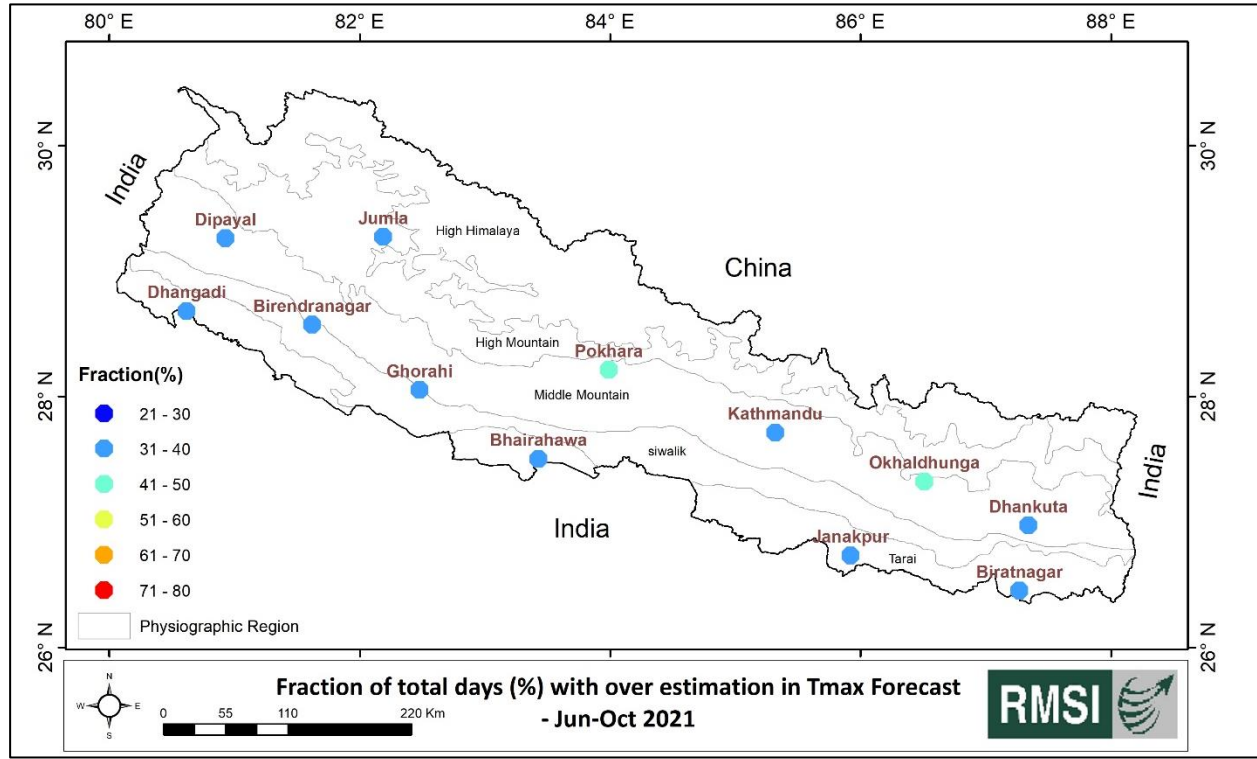 80° E 82° E 84° E 86° E 88° E
30° N
30° N
India
Dipayal
Jumla
High Himalaya
China
Dhangadi
Birendranagar
High Mountain
Pokhara
Fraction(%)
28° N
28° N
21 - 30
31 - 40
41 - 50
51 - 60
61 - 70
71 - 80
Physiographic Region
Ghorahi
Middle Mountain
Kathmandu
Bhairahawa
siwalik
Okhaldhunga
India
India
Dhankuta
Janakpur
Tarai
Biratnagar
26° N
26° N
N
W E
S
0 55 110 220 Km
Fraction of total days (%) with over estimation in Tmax Forecast
- Jun-Oct 2021
RMSI